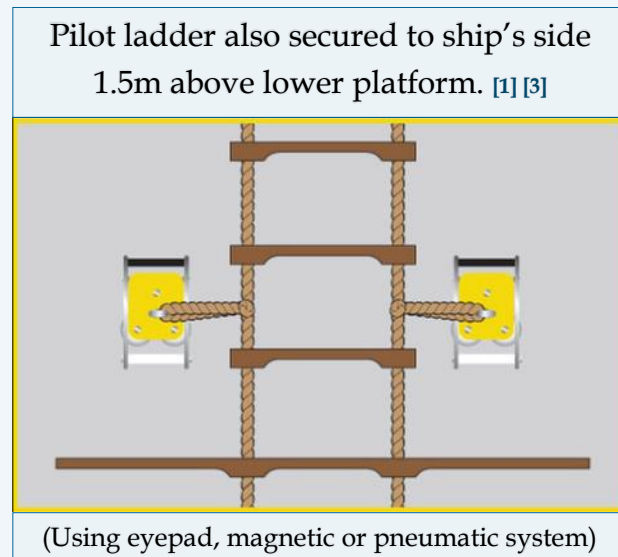 Pilot ladder also secured to ship’s side
1.5m above lower platform. [1] [3]
(Using eyepad, magnetic or pneumatic system)